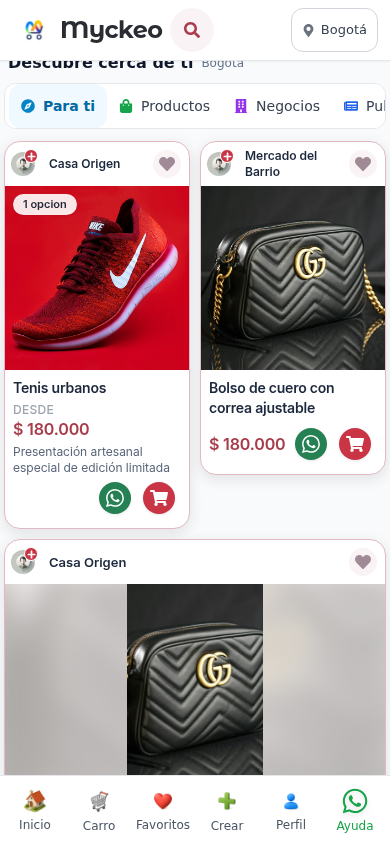 Myckeo
Bogotá
Descubre cerca de ti Bogotá
Para ti
Productos
Negocios
Casa Origen
Mercado del
Barrio
1 opcion
NIKE
Tenis urbanos
DESDE
$ 180.000
Presentación artesanal
especial de edición limitada
Bolso de cuero con
correa ajustable
$ 180.000
Casa Origen
Inicio
Carro
Favoritos
Crear
Perfil
Ayuda